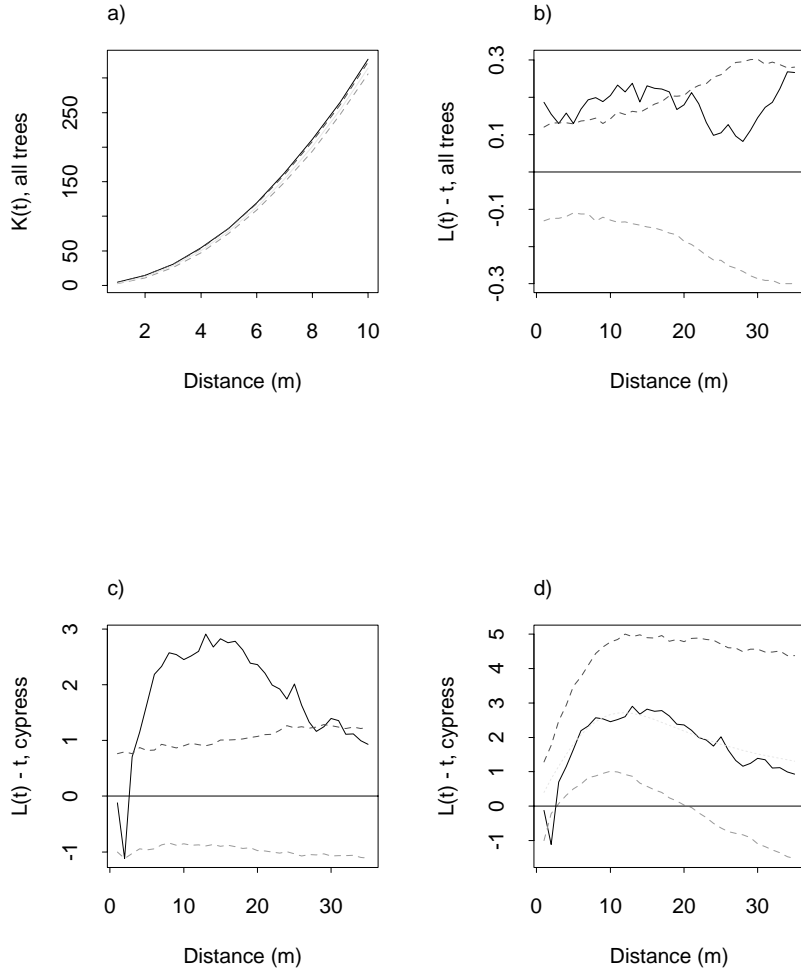 a)
K(t), all trees
0
50
150
250
2 4 6 8 10
Distance (m)
b)
L(t) - t, all trees
-0.3
-0.1
0.1
0.3
0 10 20 30
Distance (m)
c)
L(t) - t, cypress
-1
0
1
2
3
0 10 20 30
Distance (m)
d)
L(t) - t, cypress
-1
0
1
2
3
4
5
0 10 20 30
Distance (m)